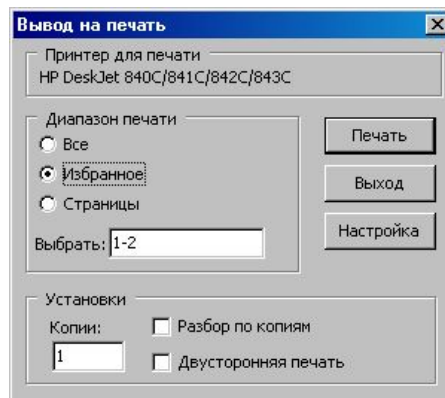 Вывод на печать
Принтер для печати
HP DeskJet 840C/841C/842C/843C
Диапазон печати
Все
Избранное
Страницы
Выбрать: 1-2
Печать
Выход
Настройка
Установки
Копии:
1
Разбор по копиям
Двусторонняя печать